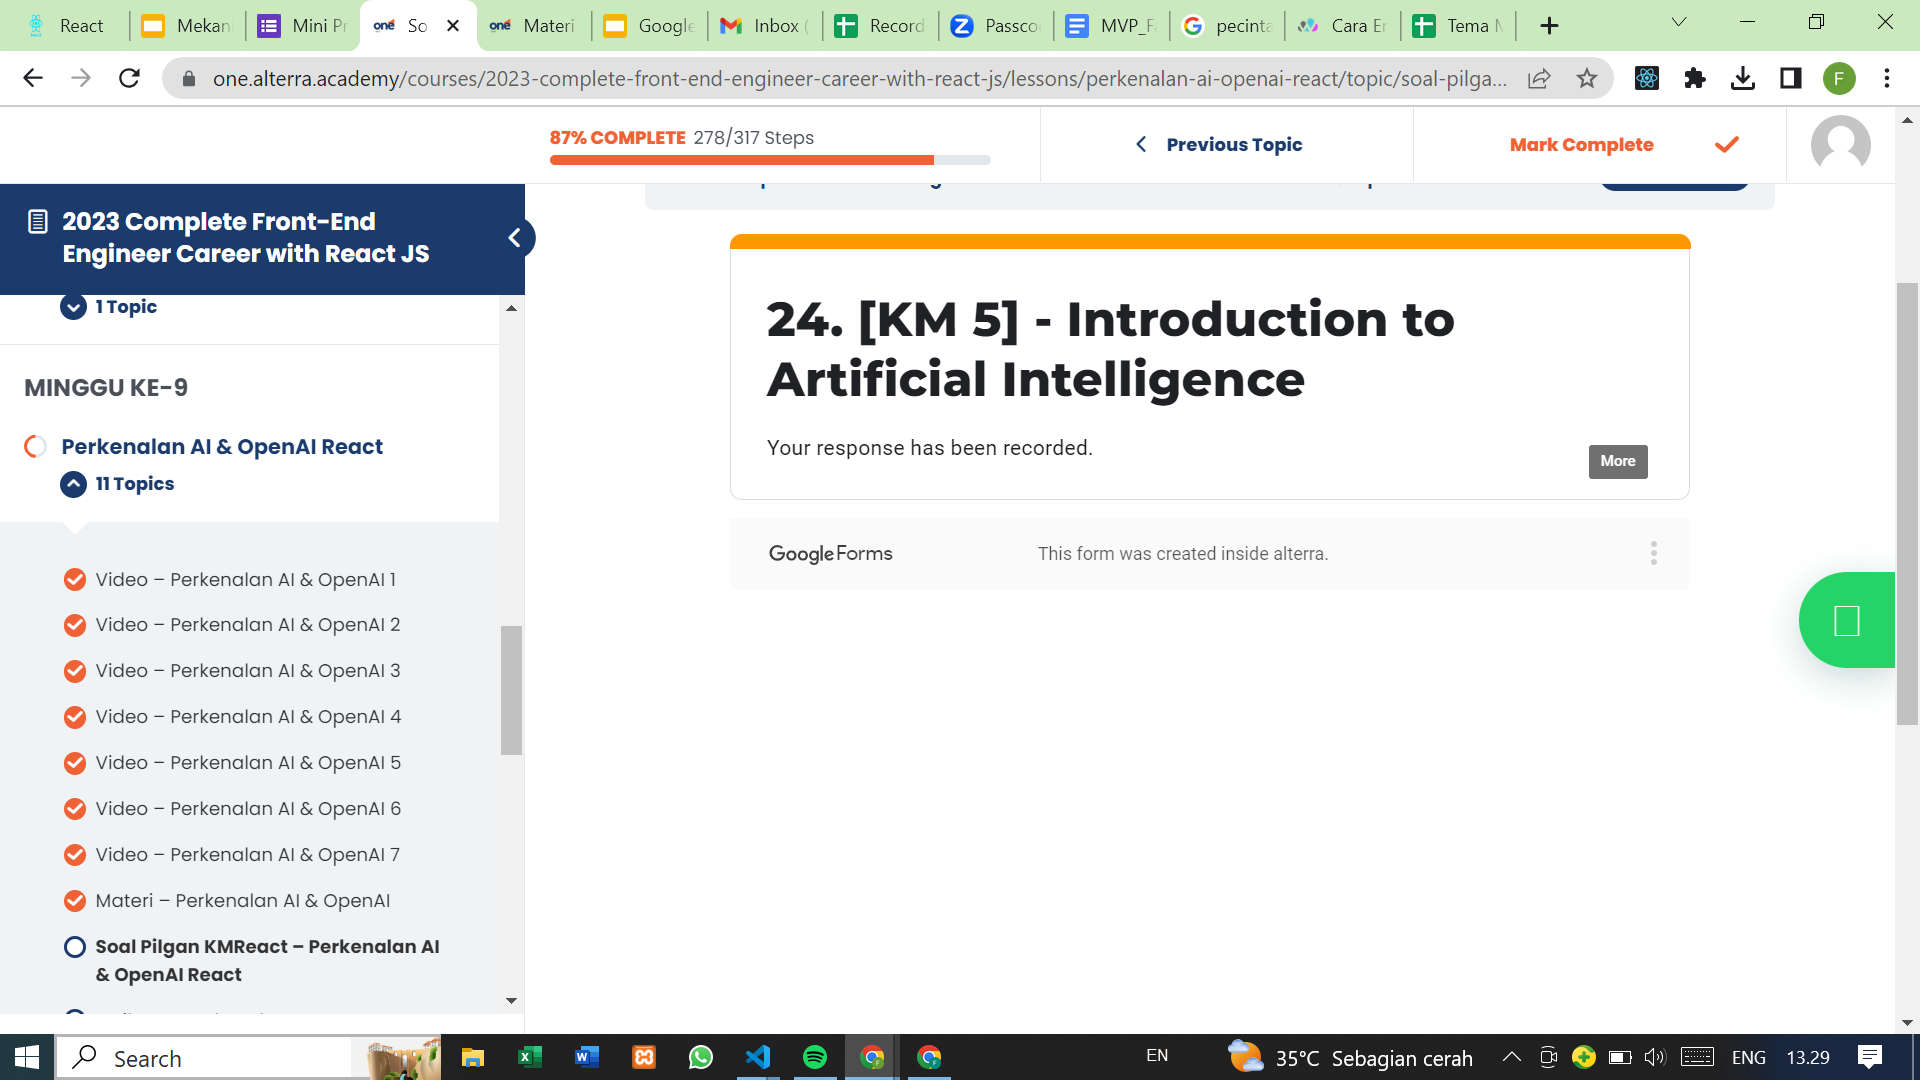 React
Mekani
Mini Pr
So
Materi
Google
Inbox (
Record
Passco
MVP_F
pecinta
Cara Er
Tema M
one.alterra.academy/courses/2023-complete-front-end-engineer-career-with-react-js/lessons/perkenalan-ai-openai-react/topic/soal-pilga...
F
87% COMPLETE 278/317 Steps
Previous Topic
Mark Complete
2023 Complete Front-End
Engineer Career with React JS
1 Topic
MINGGU KE-9
Perkenalan AI & OpenAI React
11 Topics
Video – Perkenalan AI & OpenAI 1
Video – Perkenalan AI & OpenAI 2
Video – Perkenalan AI & OpenAI 3
Video – Perkenalan AI & OpenAI 4
Video – Perkenalan AI & OpenAI 5
Video – Perkenalan AI & OpenAI 6
Video – Perkenalan AI & OpenAI 7
Materi – Perkenalan AI & OpenAI
Soal Pilgan KMReact – Perkenalan AI
& OpenAI React
24. [KM 5] - Introduction to
Artificial Intelligence
Your response has been recorded.
More
Google Forms
This form was created inside alterra.
Search
EN
35°C Sebagian cerah
ENG
13.29